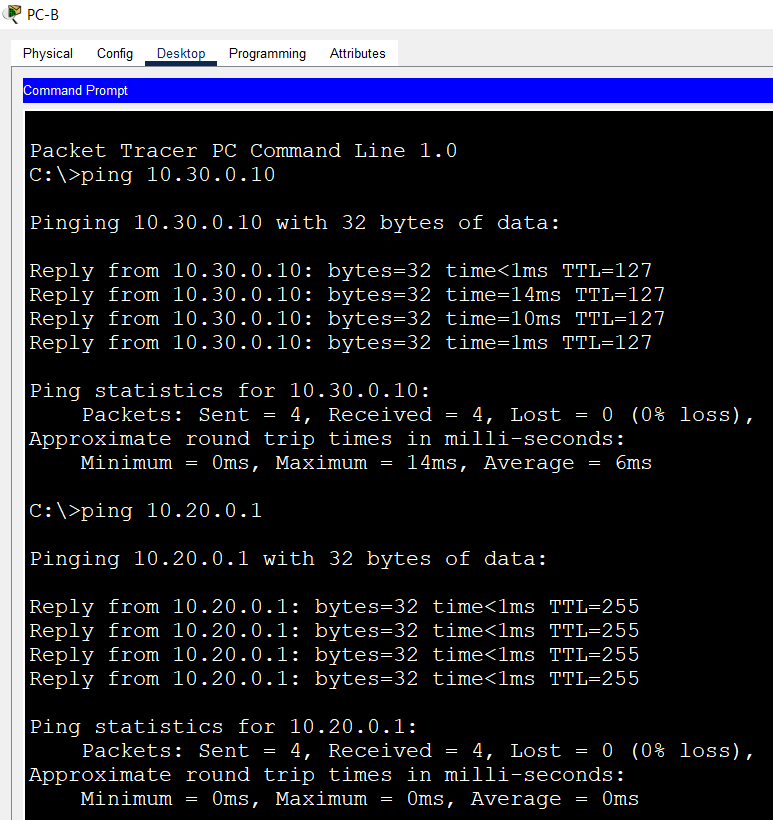 PC-B
Physical Config Desktop Programming Attributes
Command Prompt
Packet Tracer PC Command Line 1.0
C:\>ping 10.30.0.10
Pinging 10.30.0.10 with 32 bytes of data:
Reply from 10.30.0.10: bytes=32 time<1ms TTL=127
Reply from 10.30.0.10: bytes=32 time=14ms TTL=127
Reply from 10.30.0.10: bytes=32 time=10ms TTL=127
Reply from 10.30.0.10: bytes=32 time=1ms TTL=127
Ping statistics for 10.30.0.10:
    Packets: Sent = 4, Received = 4, Lost = 0 (0% loss),
Approximate round trip times in milli-seconds:
    Minimum = 0ms, Maximum = 14ms, Average = 6ms
C:\>ping 10.20.0.1
Pinging 10.20.0.1 with 32 bytes of data:
Reply from 10.20.0.1: bytes=32 time<1ms TTL=255
Reply from 10.20.0.1: bytes=32 time<1ms TTL=255
Reply from 10.20.0.1: bytes=32 time<1ms TTL=255
Reply from 10.20.0.1: bytes=32 time<1ms TTL=255
Ping statistics for 10.20.0.1:
    Packets: Sent = 4, Received = 4, Lost = 0 (0% loss),
Approximate round trip times in milli-seconds:
    Minimum = 0ms, Maximum = 0ms, Average = 0ms